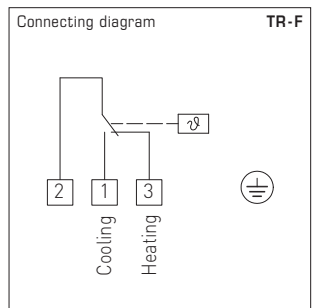 Connecting diagram TR-F
ϑ
2 1 3
Cooling
Heating